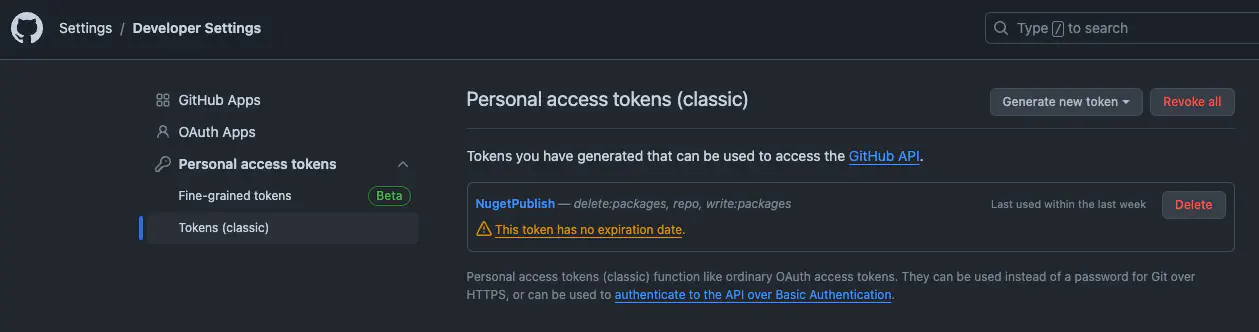 Settings / Developer Settings
Type / to search
GitHub Apps
OAuth Apps
Personal access tokens
Fine-grained tokens Beta
Tokens (classic)
Personal access tokens (classic)
Generate new token
Revoke all
Tokens you have generated that can be used to access the GitHub API.
NugetPublish — delete:packages, repo, write:packages
Last used within the last week
Delete
This token has no expiration date.
Personal access tokens (classic) function like ordinary OAuth access tokens. They can be used instead of a password for Git over
HTTPS, or can be used to authenticate to the API over Basic Authentication.